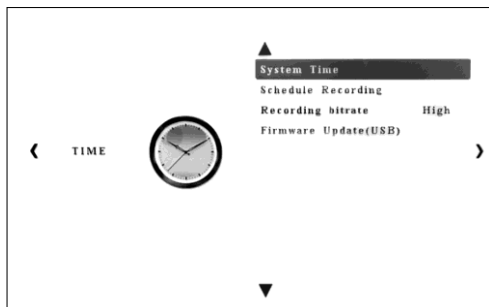 TIME
System Time
Schedule Recording
Recording bitrate High
Firmware Update(USB)